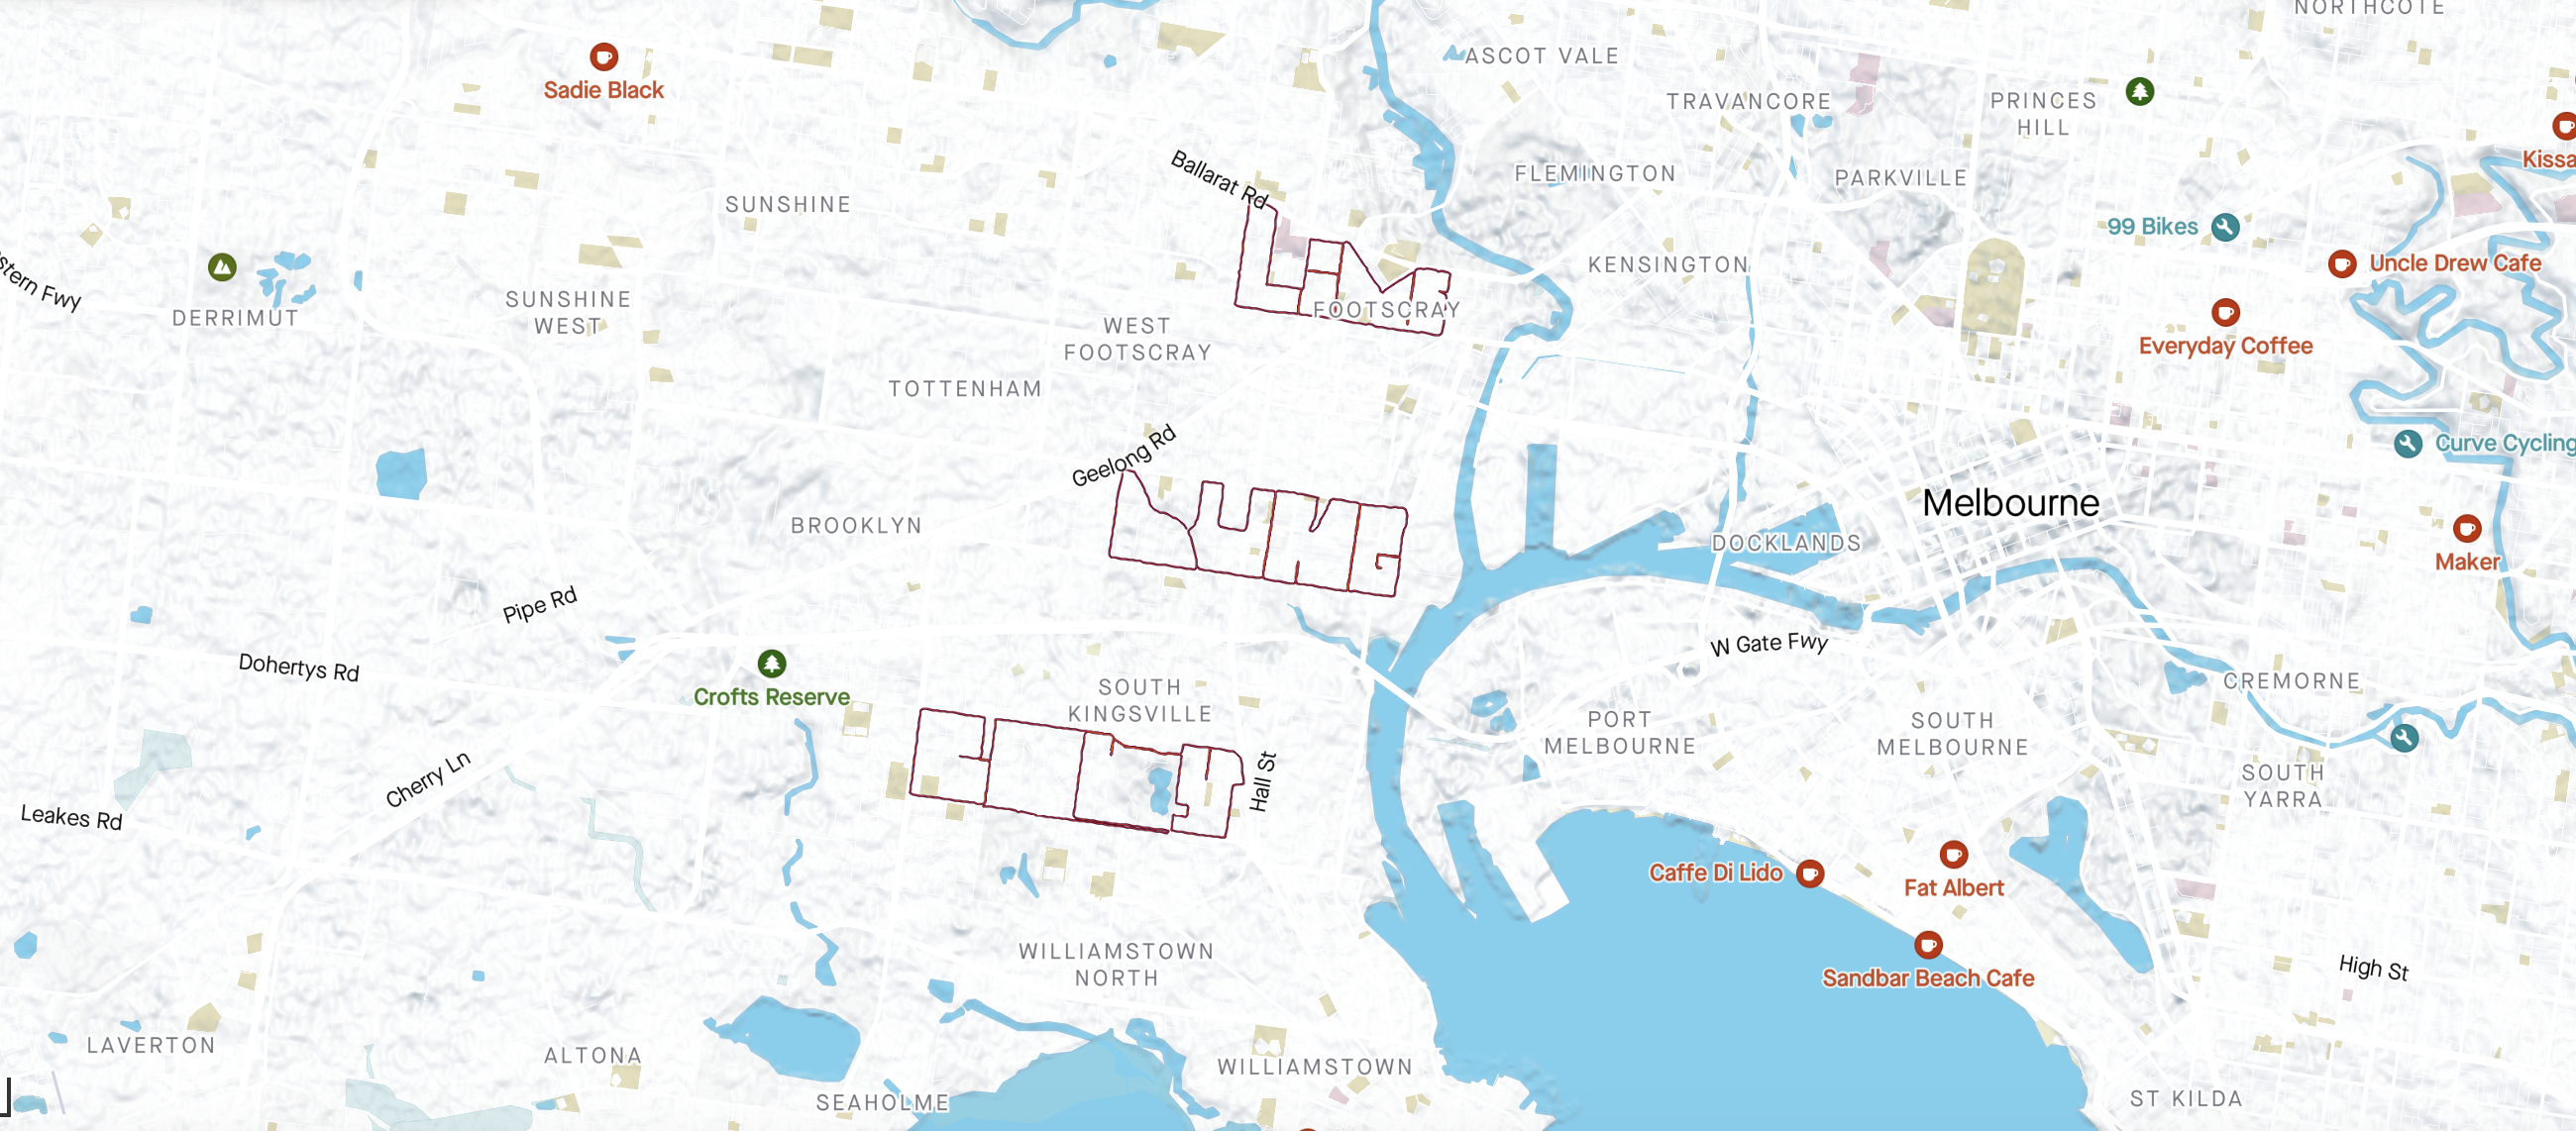 NORTHCOTE
ASCOT VALE
Sadie Black
TRAVANCORE
PRINCES
HILL
Kissa
Ballarat Rd
FLEMINGTON
PARKVILLE
SUNSHINE
99 Bikes
KENSINGTON
Uncle Drew Cafe
stern Fwy
DERRIMUT
SUNSHINE
WEST
FOOTSCRAY
WEST
FOOTSCRAY
Everyday Coffee
TOTTENHAM
Geelong Rd
Curve Cycling
Melbourne
BROOKLYN
DOCKLANDS
Maker
Pipe Rd
W Gate Fwy
Dohertys Rd
Crofts Reserve
SOUTH
KINGSVILLE
CREMORNE
PORT
MELBOURNE
SOUTH
MELBOURNE
Cherry Ln
Hall St
SOUTH
YARRA
Leakes Rd
Caffe Di Lido
Fat Albert
WILLIAMSTOWN
NORTH
Sandbar Beach Cafe
High St
LAVERTON
ALTONA
WILLIAMSTOWN
SEAHOLME
ST KILDA